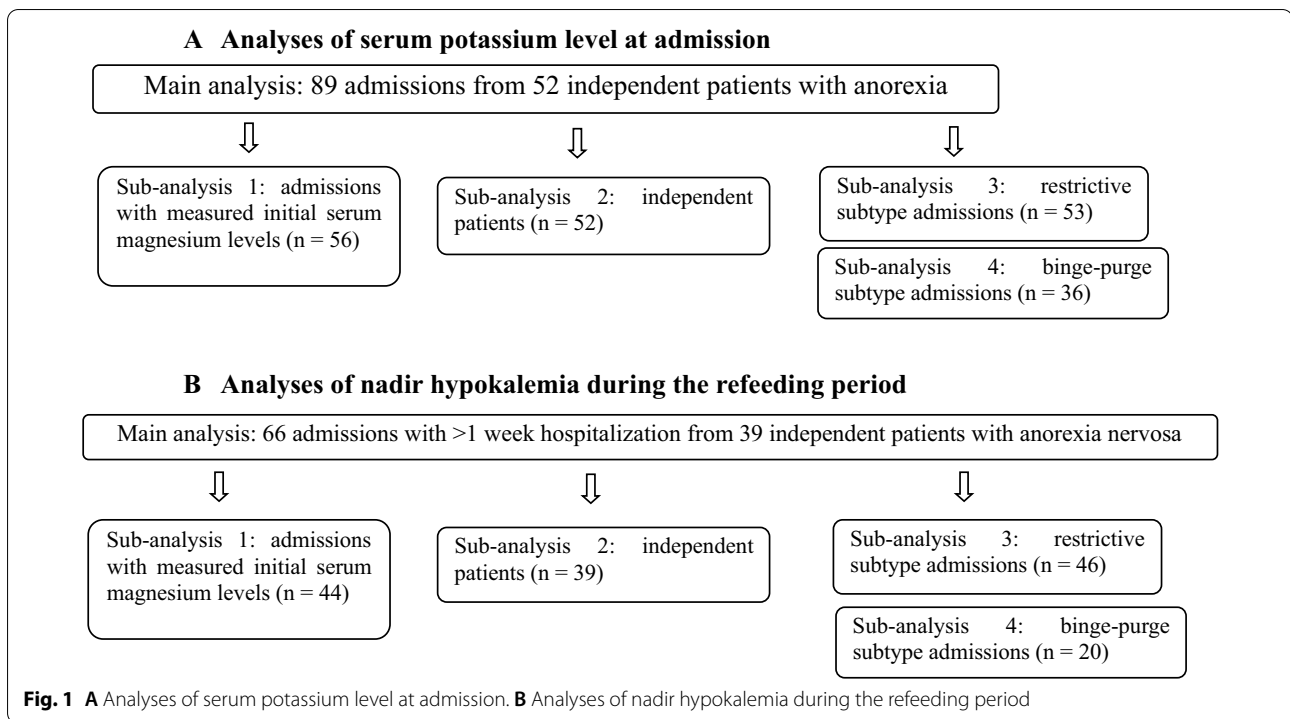 A Analyses of serum potassium level at admission
Main analysis: 89 admissions from 52 independent patients with anorexia
Sub-analysis 1: admissions
with measured initial serum
magnesium levels (n = 56)
Sub-analysis 2: independent
patients (n = 52)
Sub-analysis 3: restrictive
subtype admissions (n = 53)
Sub-analysis 4: binge-purge
subtype admissions (n = 36)
B Analyses of nadir hypokalemia during the refeeding period
Main analysis: 66 admissions with >1 week hospitalization from 39 independent patients with anorexia nervosa
Sub-analysis 1: admissions
with measured initial serum
magnesium levels (n = 44)
Sub-analysis 2: independent
patients (n = 39)
Sub-analysis 3: restrictive
subtype admissions (n = 46)
Sub-analysis 4: binge-purge
subtype admissions (n = 20)
Fig. 1 A Analyses of serum potassium level at admission. B Analyses of nadir hypokalemia during the refeeding period